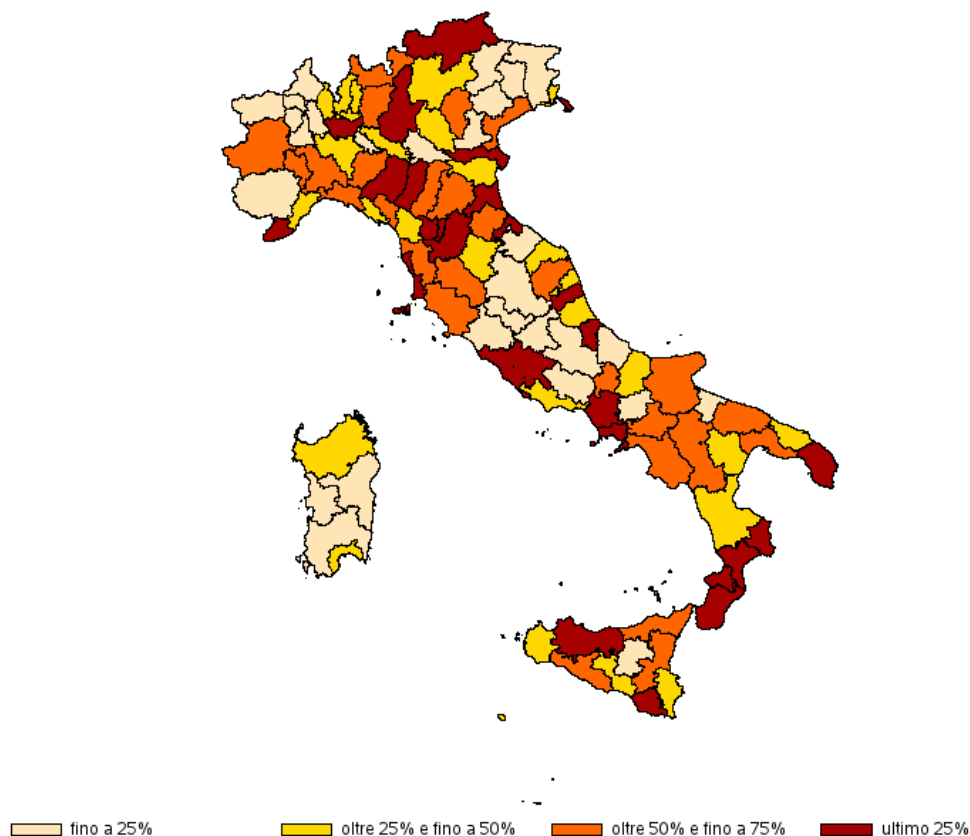 fino a 25%
oltre 25% e fino a 50%
oltre 50% e fino a 75%
ultimo 25%